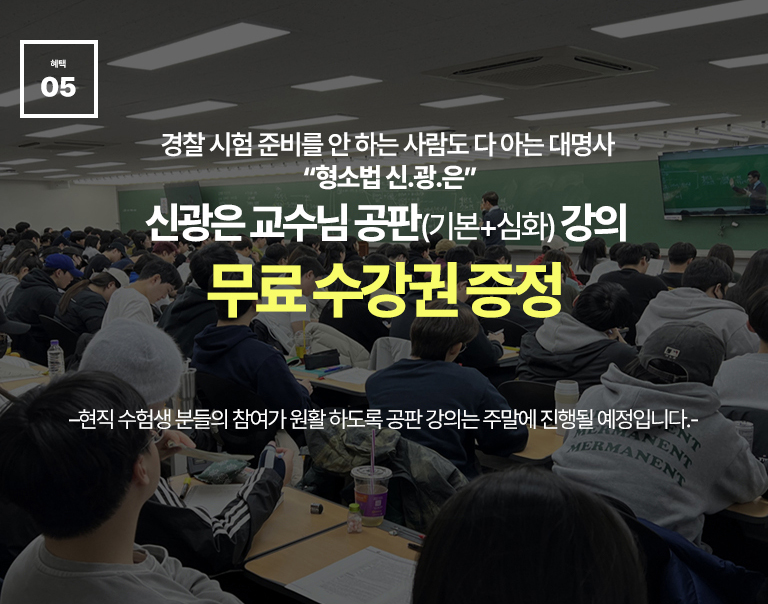 혜택
05
경찰 시험 준비를 안 하는 사람도 다 아는 대명사
“형소법 신.광.은”
신광은 교수님 공판(기본+심화) 강의
무료 수강권 증정
–현직 수험생 분들의 참여가 원활 하도록 공판 강의는 주말에 진행될 예정입니다.-
MERMANENT
MERMANENT